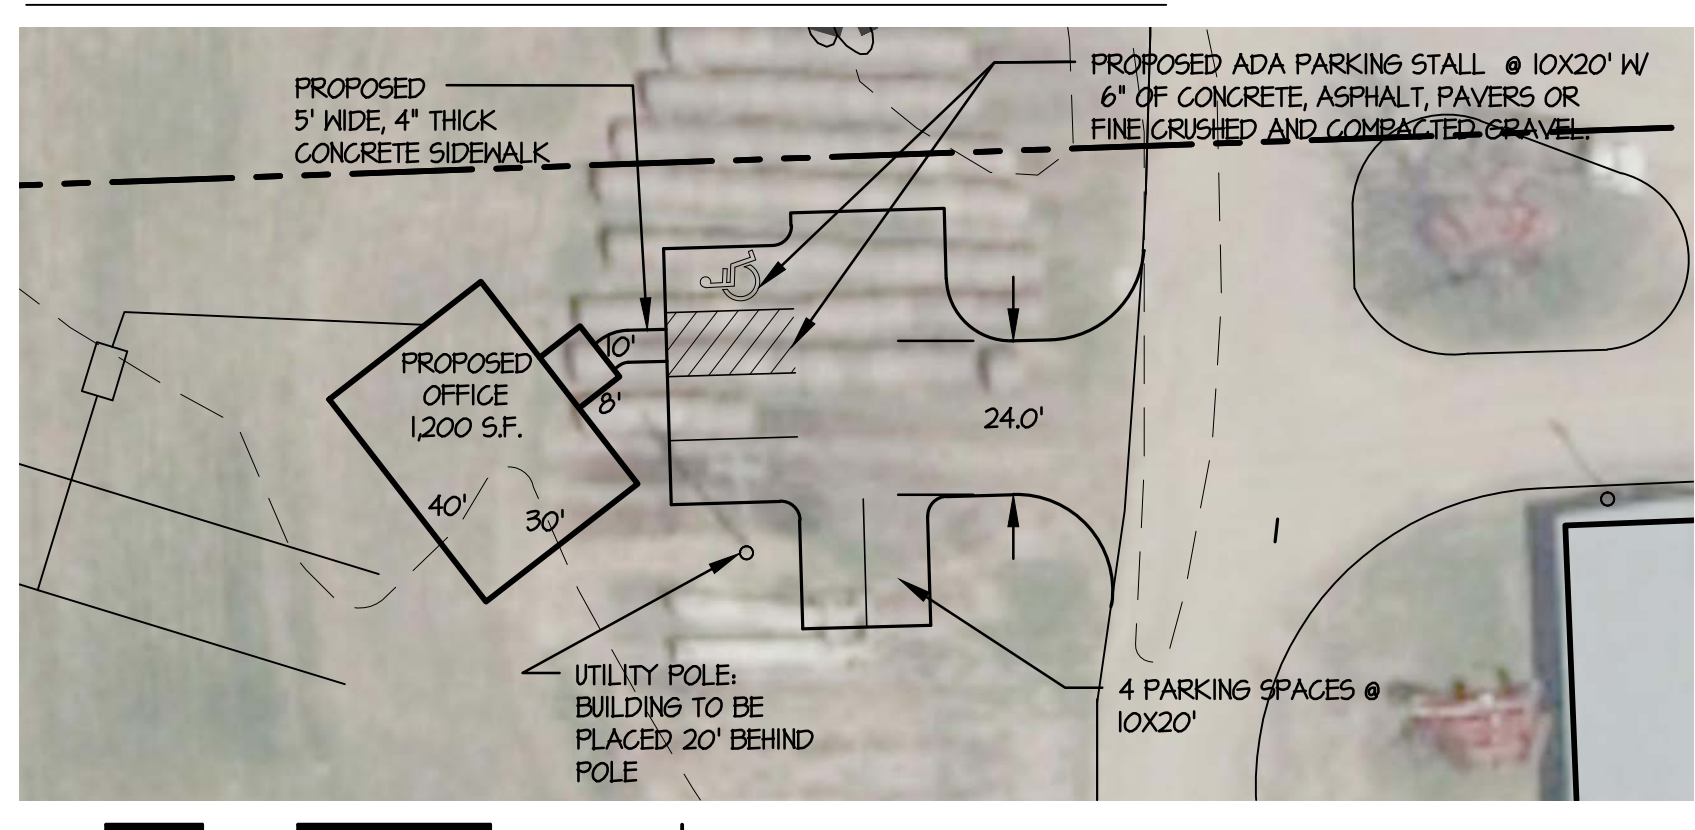 PROPOSED
5' WIDE, 4" THICK
CONCRETE SIDEWALK
PROPOSED ADA PARKING STALL @ 10X20' W/
6" OF CONCRETE, ASPHALT, PAVERS OR
FINE CRUSHED AND COMPACTED GRAVEL.
PROPOSED
OFFICE
1,200 S.F.
10'
8'
40'
30'
24.0'
UTILITY POLE:
BUILDING TO BE
PLACED 20' BEHIND
POLE
4 PARKING SPACES @
10X20'